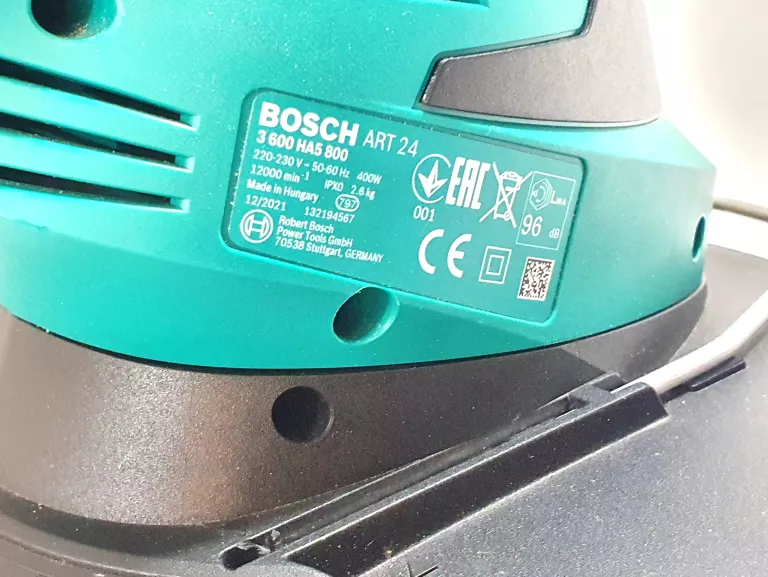 BOSCH ART 24
3 600 HA5 800
220-230 V ~ 50-60 Hz 400W
12000 min⁻¹ IPX0 2.6 kg
Made in Hungary 797
12/2021 132194567
Robert Bosch
Power Tools GmbH
70538 Stuttgart, GERMANY
001
EAC
LWA
96 dB
CE